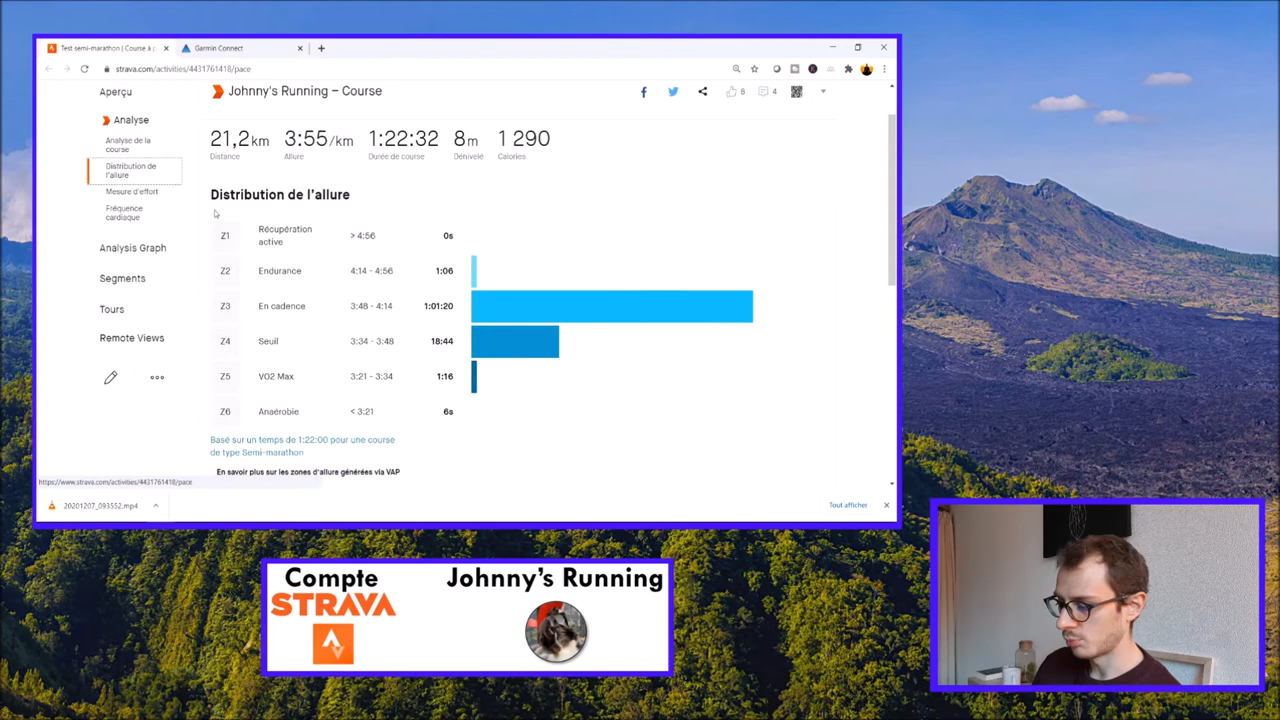 Test semi-marathon | Course à p
Garmin Connect
strava.com/activities/4431761418/pace
Aperçu
Analyse
Analyse de la
course
Distribution de
l'allure
Mesure d'effort
Fréquence
cardiaque
Analysis Graph
Segments
Tours
Remote Views
Johnny's Running – Course
8
4
21,2km 3:55/km 1:22:32 8m 1 290
Distance Allure Durée de course Dénivelé Calories
Distribution de l'allure
Z1 Récupération active > 4:56 0s
Z2 Endurance 4:14 - 4:56 1:06
Z3 En cadence 3:48 - 4:14 1:01:20
Z4 Seuil 3:34 - 3:48 18:44
Z5 VO2 Max 3:21 - 3:34 1:16
Z6 Anaérobie < 3:21 6s
Basé sur un temps de 1:22:00 pour une course
de type Semi-marathon
En savoir plus sur les zones d'allure générées via VAP
https://www.strava.com/activities/4431761418/pace
20201207_093552.mp4
Tout afficher
Compte
STRAVA
Johnny's Running